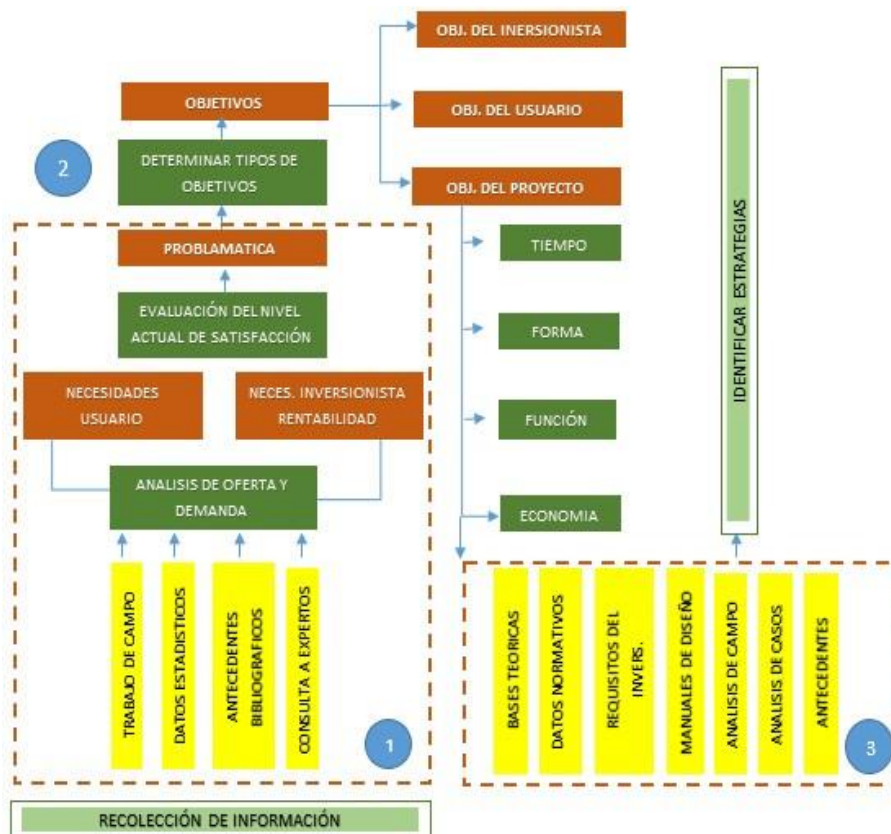 OBJ. DEL INERSIONISTA
OBJETIVOS
OBJ. DEL USUARIO
2
DETERMINAR TIPOS DE
OBJETIVOS
OBJ. DEL PROYECTO
PROBLAMATICA
TIEMPO
EVALUACIÓN DEL NIVEL
ACTUAL DE SATISFACCIÓN
FORMA
NECESIDADES
USUARIO
NECES. INVERSIONISTA
RENTABILIDAD
FUNCIÓN
ANALISIS DE OFERTA Y
DEMANDA
ECONOMIA
IDENTIFICAR ESTRATEGIAS
TRABAJO DE CAMPO
DATOS ESTADISTICOS
ANTECEDENTES
BIBLIOGRAFICOS
CONSULTA A EXPERTOS
1
BASES TEORICAS
DATOS NORMATIVOS
REQUISITOS DEL
INVERS.
MANUALES DE DISEÑO
ANALISIS DE CAMPO
ANALISIS DE CASOS
ANTECEDENTES
3
RECOLECCIÓN DE INFORMACIÓN